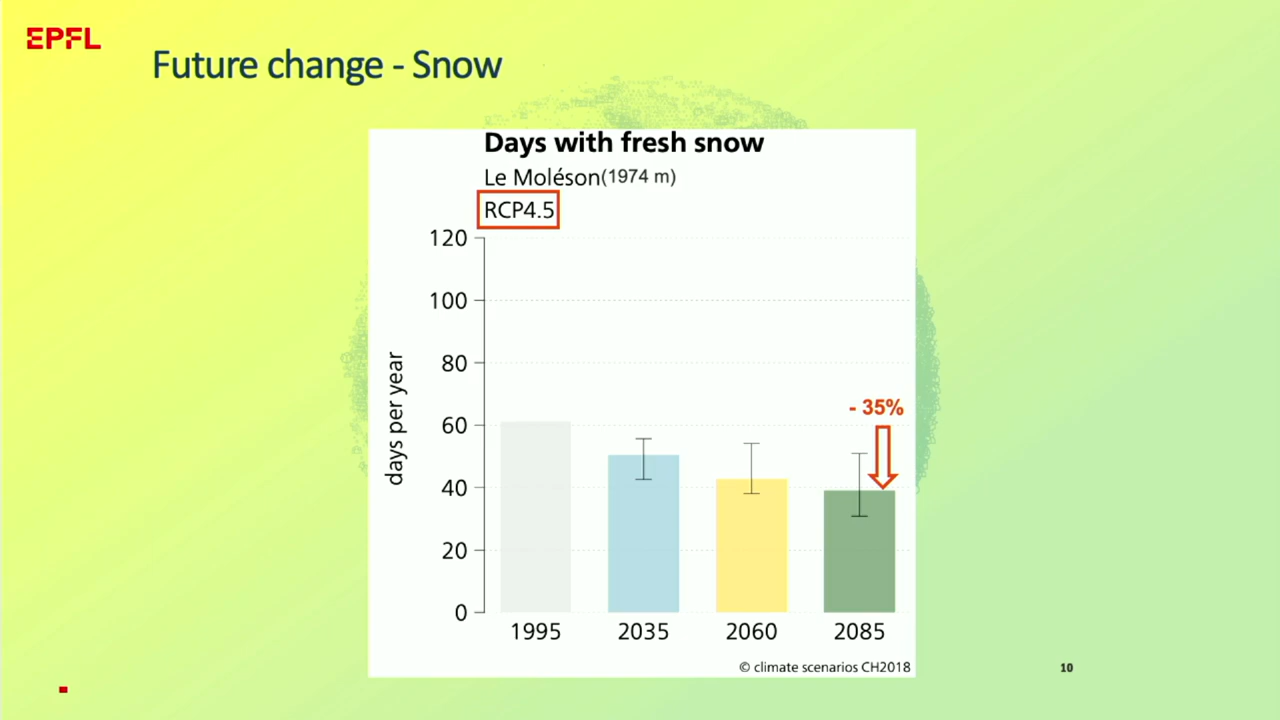 EPFL
Future change - Snow
Days with fresh snow
Le Moléson(1974 m)
RCP4.5
120
100
80
60
40
20
0
days per year
- 35%
1995 2035 2060 2085
© climate scenarios CH2018
10